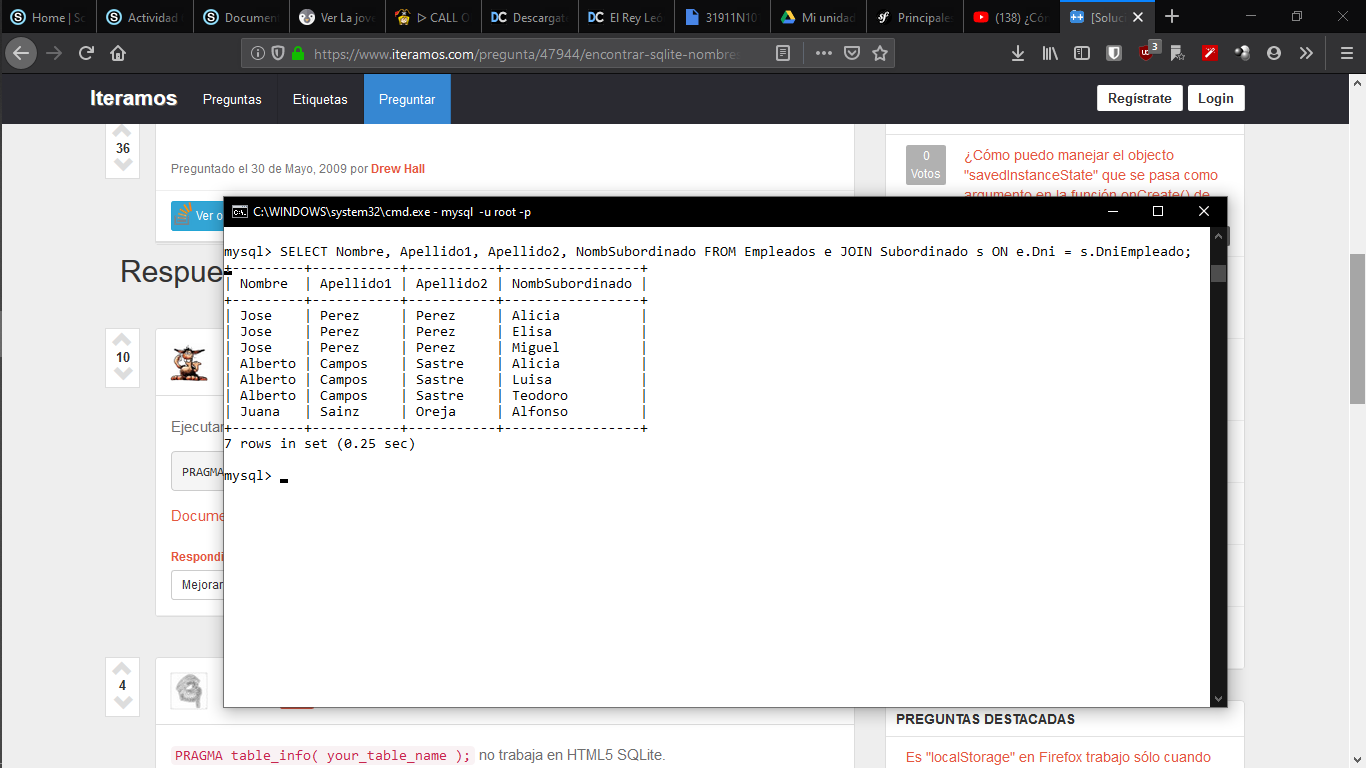 Home | Sc
Actividad
Document
Ver La jove
ᐅ CALL O
Descargate
El Rey Leó
31911N10
Mi unidad
Principales
(138) ¿Có
[Soluci
https://www.iteramos.com/pregunta/47944/encontrar-sqlite-nombre
3
Iteramos
Preguntas
Etiquetas
Preguntar
Regístrate
Login
36
Preguntado el 30 de Mayo, 2009 por Drew Hall
Ver o
0
Votos
¿Cómo puedo manejar el objecto
"savedInstanceState" que se pasa como
argumento en la función onCreate() de
Respue
10
Ejecutar
PRAGMA
Docume
Respondi
Mejorar
C:\WINDOWS\system32\cmd.exe - mysql -u root -p
mysql> SELECT Nombre, Apellido1, Apellido2, NombSubordinado FROM Empleados e JOIN Subordinado s ON e.Dni = s.DniEmpleado;
+---------+-----------+-----------+-----------------+
| Nombre  | Apellido1 | Apellido2 | NombSubordinado |
+---------+-----------+-----------+-----------------+
| Jose    | Perez     | Perez     | Alicia          |
| Jose    | Perez     | Perez     | Elisa           |
| Jose    | Perez     | Perez     | Miguel          |
| Alberto | Campos    | Sastre    | Alicia          |
| Alberto | Campos    | Sastre    | Luisa           |
| Alberto | Campos    | Sastre    | Teodoro         |
| Juana   | Sainz     | Oreja     | Alfonso         |
+---------+-----------+-----------+-----------------+
7 rows in set (0.25 sec)
mysql>
4
PRAGMA table_info( your_table_name ); no trabaja en HTML5 SQLite.
PREGUNTAS DESTACADAS
Es "localStorage" en Firefox trabajo sólo cuando